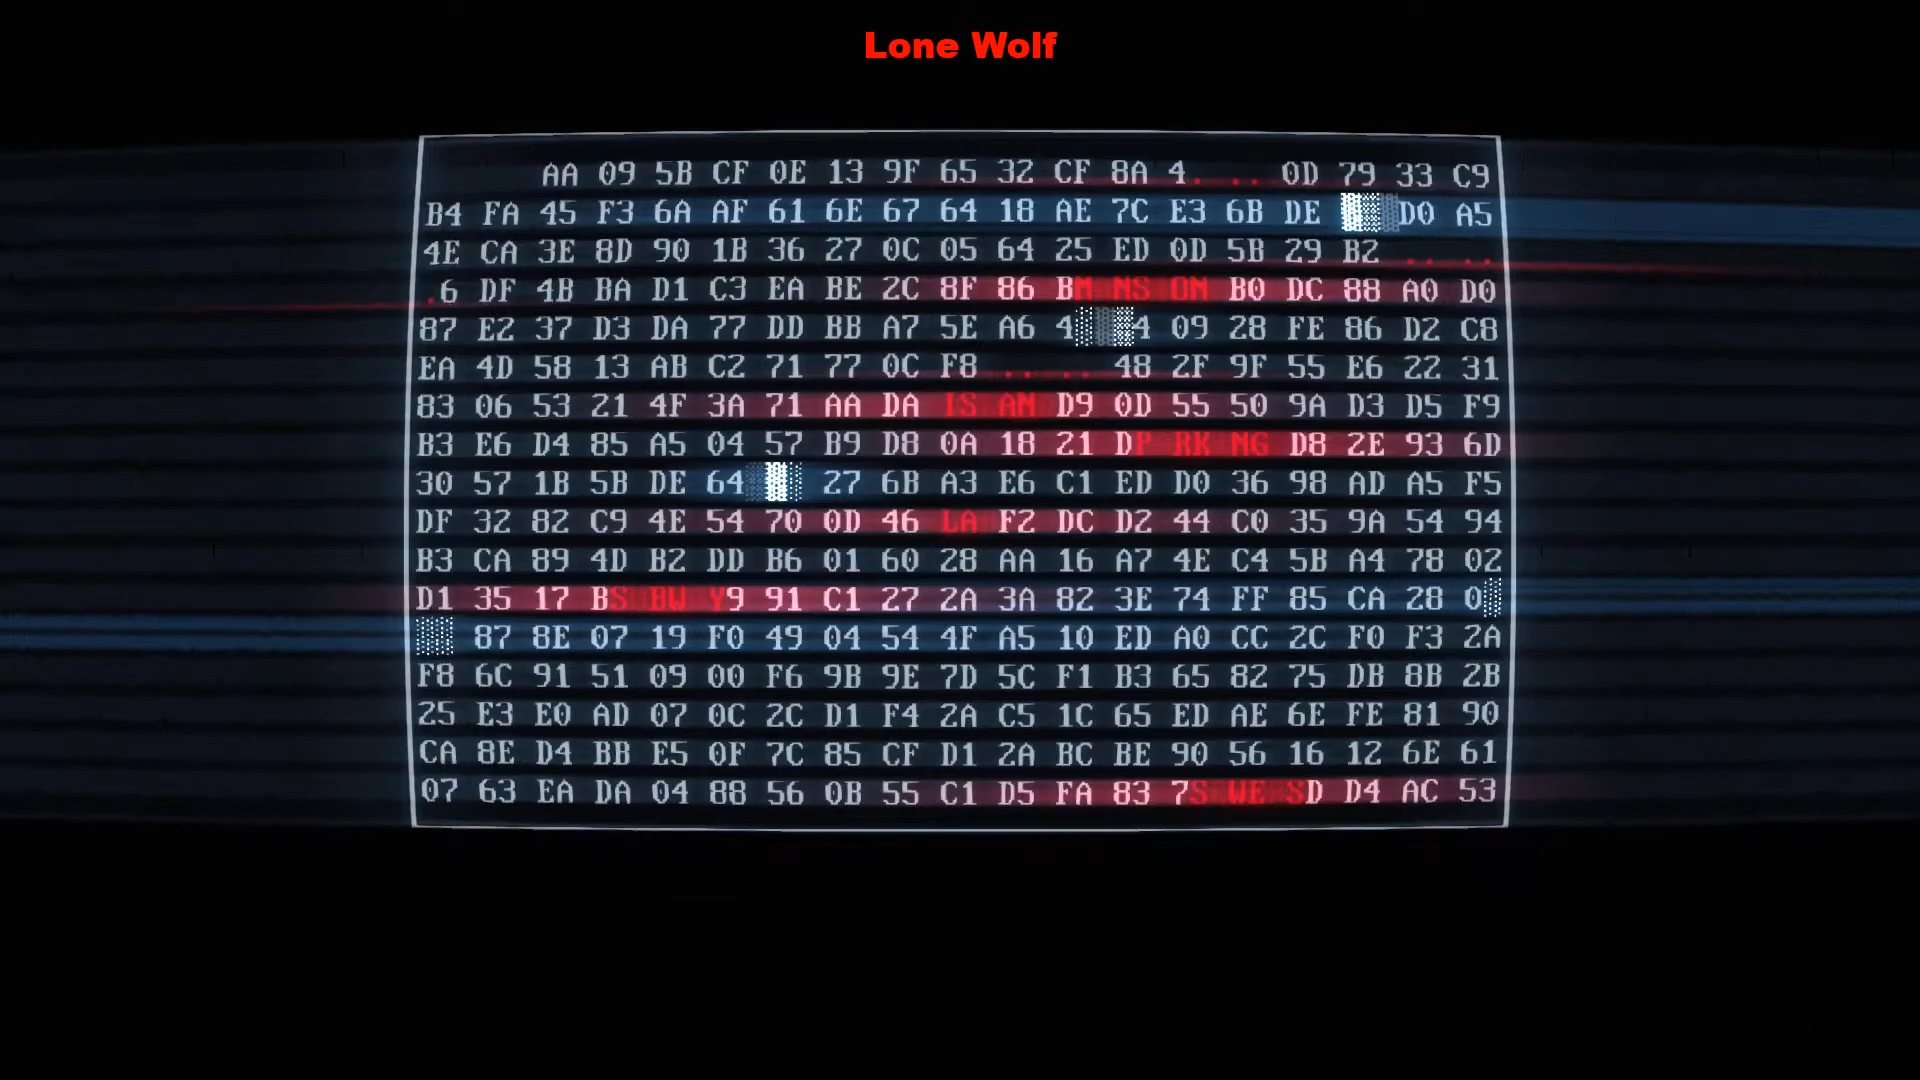 Lone Wolf
AA 09 5B CF 0E 13 9F 65 32 CF 8A 4. ... 0D 79 33 C9
B4 FA 45 F3 6A AF 61 6E 67 64 18 AE 7C E3 6B DE D0 A5
4E CA 3E 8D 90 1B 36 27 0C 05 64 25 ED 0D 5B 29 B2 .. ..
.6 DF 4B BA D1 C3 EA BE 2C 8F 86 BM NS ON B0 DC 88 A0 D0
87 E2 37 D3 DA 77 DD BB A7 5E A6 4 4 09 28 FE 86 D2 C8
EA 4D 58 13 AB C2 71 77 0C F8 .. .. 48 2F 9F 55 E6 22 31
83 06 53 21 4F 3A 71 AA DA IS AN D9 0D 55 50 9A D3 D5 F9
B3 E6 D4 85 A5 04 57 B9 D8 0A 18 21 DP RK NG D8 2E 93 6D
30 57 1B 5B DE 64 27 6B A3 E6 C1 ED D0 36 98 AD A5 F5
DF 32 82 C9 4E 54 70 0D 46 LA F2 DC D2 44 C0 35 9A 54 94
B3 CA 89 4D B2 DD B6 01 60 28 AA 16 A7 4E C4 5B A4 78 02
D1 35 17 BS BW Y9 91 C1 27 2A 3A 82 3E 74 FF 85 CA 28 0
87 8E 07 19 F0 49 04 54 4F A5 10 ED A0 CC 2C F0 F3 2A
F8 6C 91 51 09 00 F6 9B 9E 7D 5C F1 B3 65 82 75 DB 8B 2B
25 E3 E0 AD 07 0C 2C D1 F4 2A C5 1C 65 ED AE 6E FE 81 90
CA 8E D4 BB E5 0F 7C 85 CF D1 2A BC BE 90 56 16 12 6E 61
07 63 EA DA 04 88 56 0B 55 C1 D5 FA 83 7S WE SD D4 AC 53